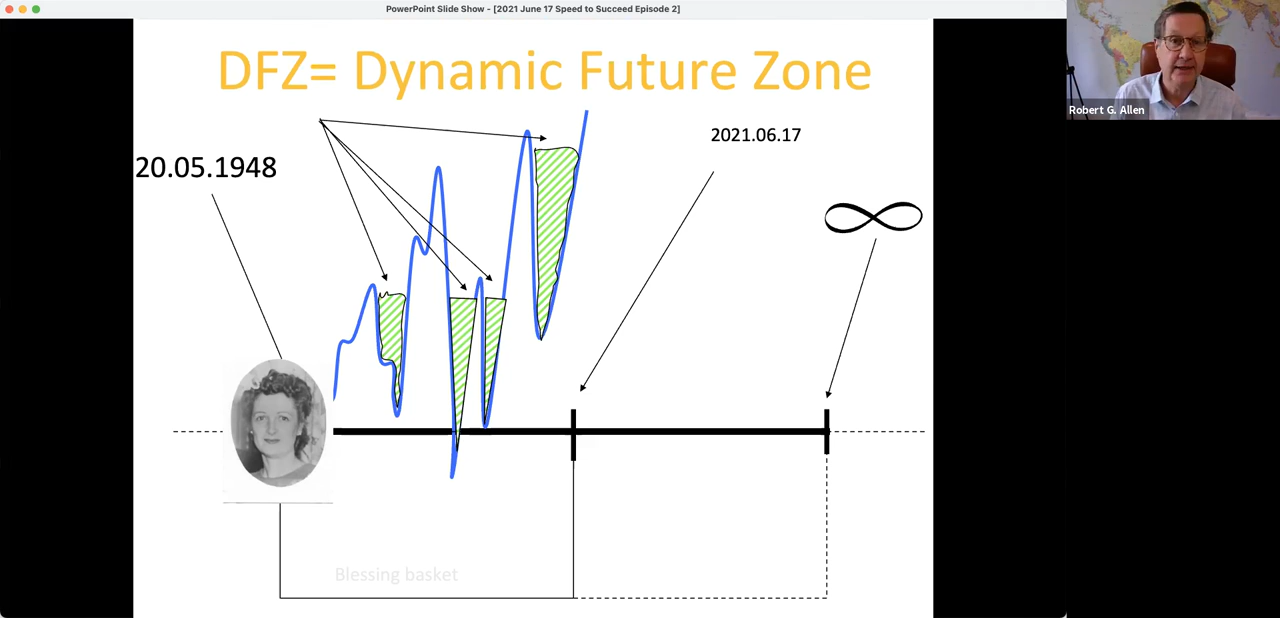 PowerPoint Slide Show - [2021 June 17 Speed to Succeed Episode 2]
DFZ= Dynamic Future Zone
Robert G. Allen
2021.06.17
20.05.1948
Blessing basket